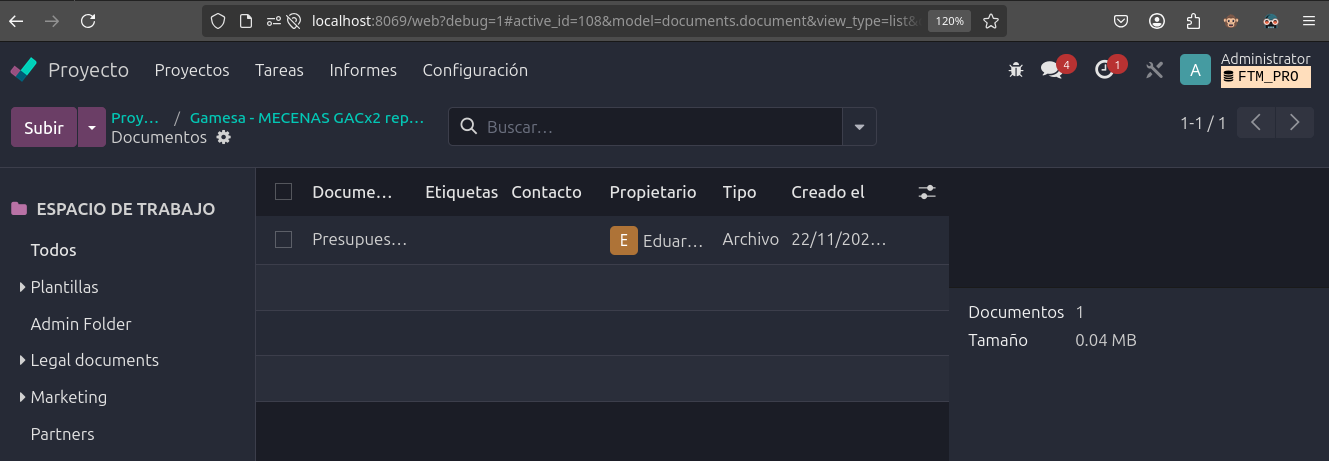 localhost:8069/web?debug=1#active_id=108&model=documents.document&view_type=list&
120%
Proyecto Proyectos Tareas Informes Configuración
4
1
A
Administrator
FTM_PRO
Subir
Proy… / Gamesa - MECENAS GACx2 rep…
Documentos
Buscar…
1-1 / 1
ESPACIO DE TRABAJO
Todos
Plantillas
Admin Folder
Legal documents
Marketing
Partners
Docume… Etiquetas Contacto Propietario Tipo Creado el
Presupues… E Eduar… Archivo 22/11/202…
Documentos 1
Tamaño 0.04 MB